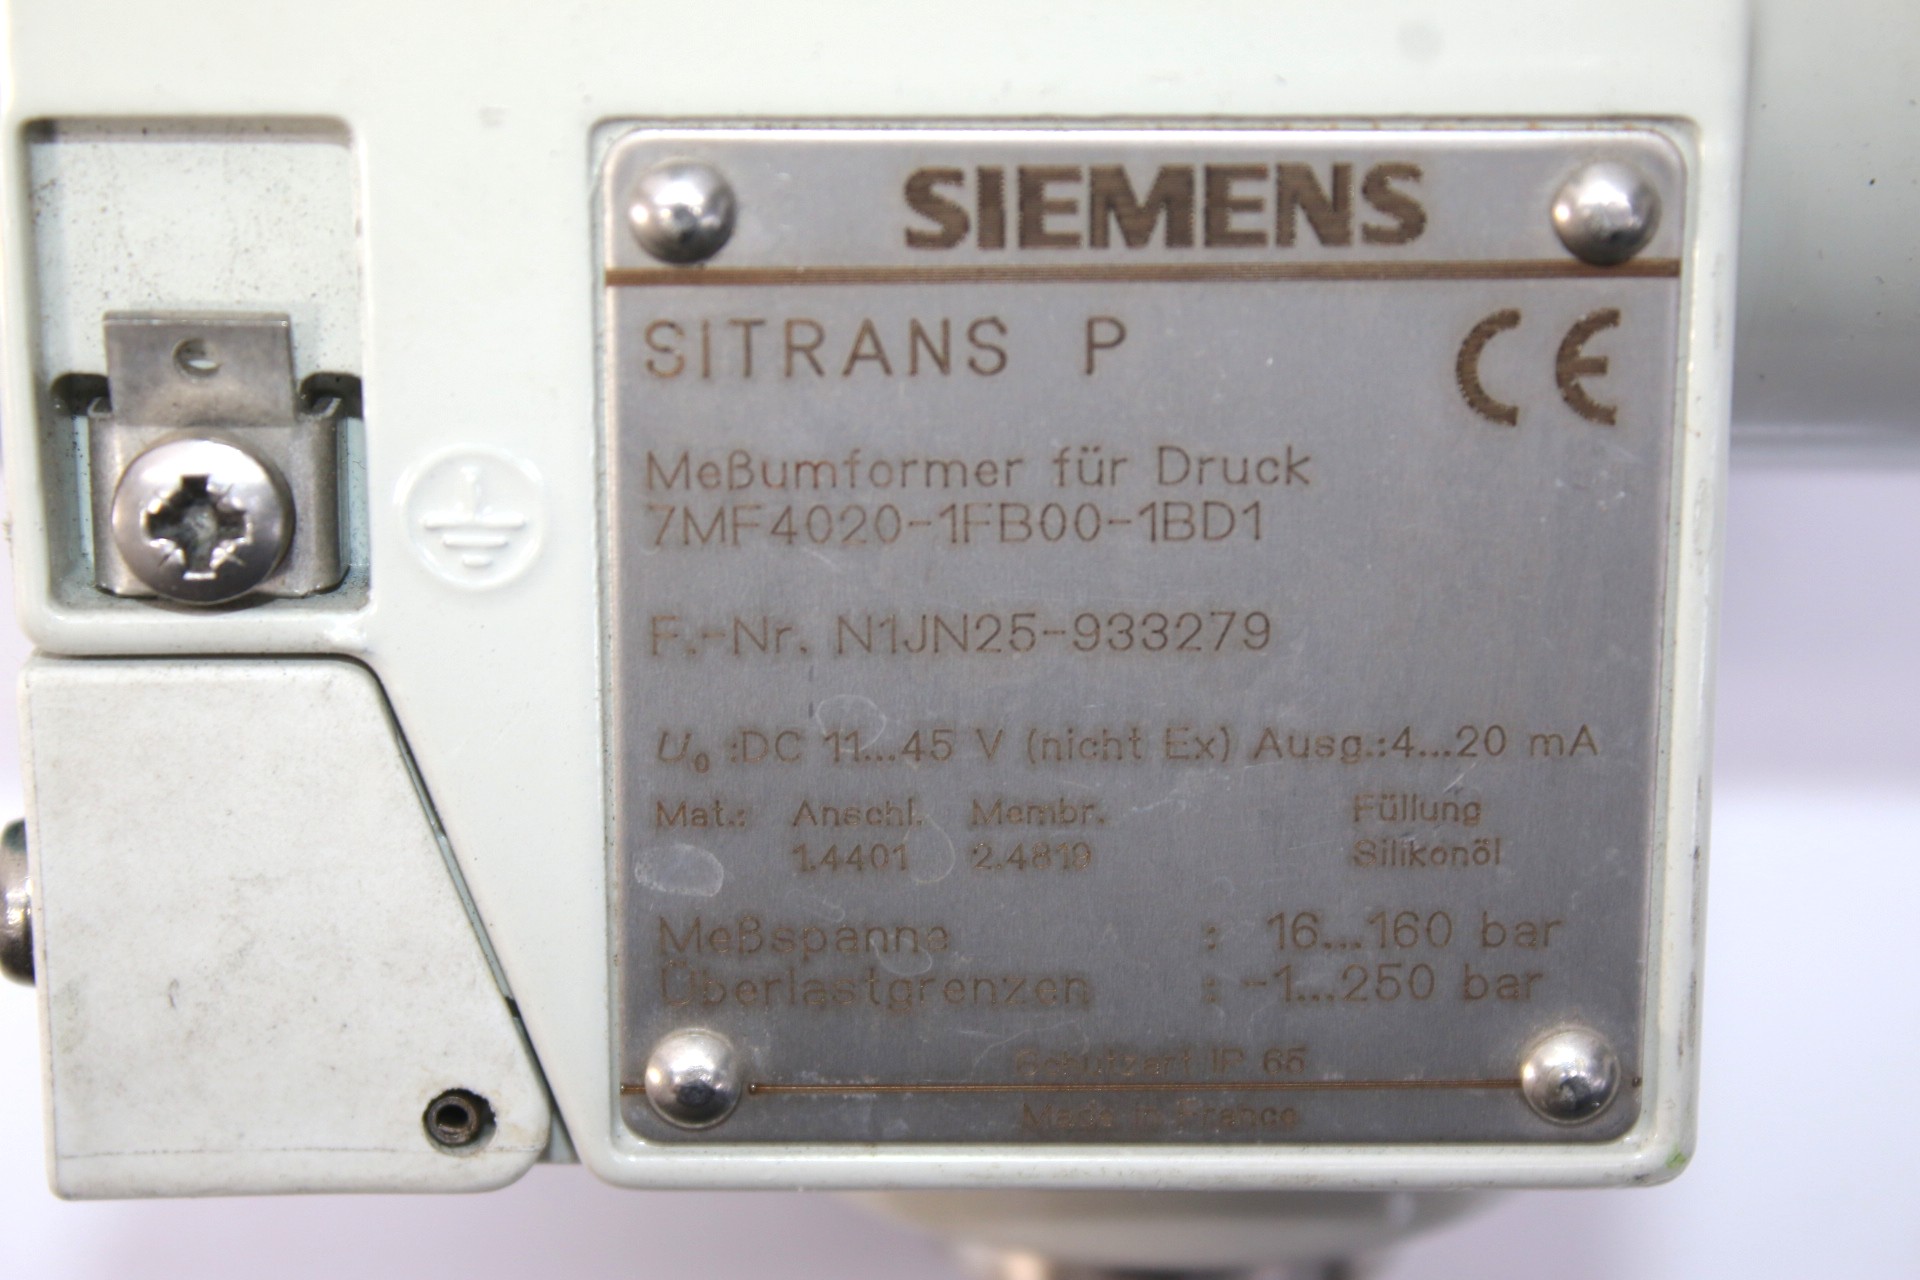 SIEMENS
SITRANS P
CE
Meßumformer für Druck
7MF4020-1FB00-1BD1
F.-Nr. N1JN25-933279
U₀ :DC 11...45 V (nicht Ex) Ausg.:4...20 mA
Mat.: Anschl. Membr. Füllung
1.4401 2.4819 Silikonöl
Meßspanne : 16...160 bar
Überlastgrenzen : -1...250 bar
Schutzart IP 65
Made in France